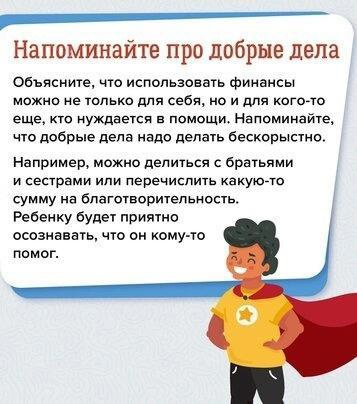 Напоминайте про добрые дела
Объясните, что использовать финансы
можно не только для себя, но и для кого-то
еще, кто нуждается в помощи. Напоминайте,
что добрые дела надо делать бескорыстно.
Например, можно делиться с братьями
и сестрами или перечислить какую-то
сумму на благотворительность.
Ребенку будет приятно
осознавать, что он кому-то
помог.